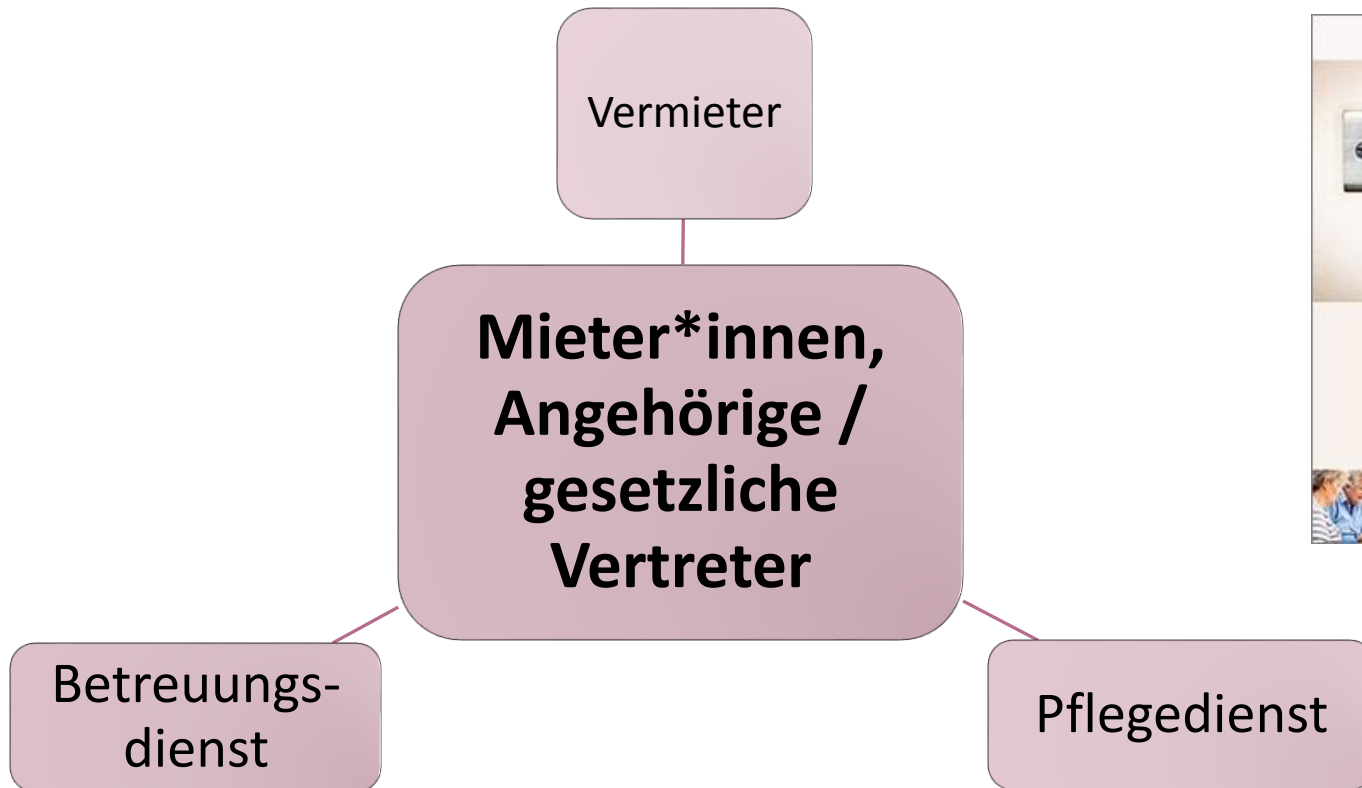 Vermieter
Mieter*innen,
Angehörige /
gesetzliche
Vertreter
Betreuungs-
dienst
Pflegedienst